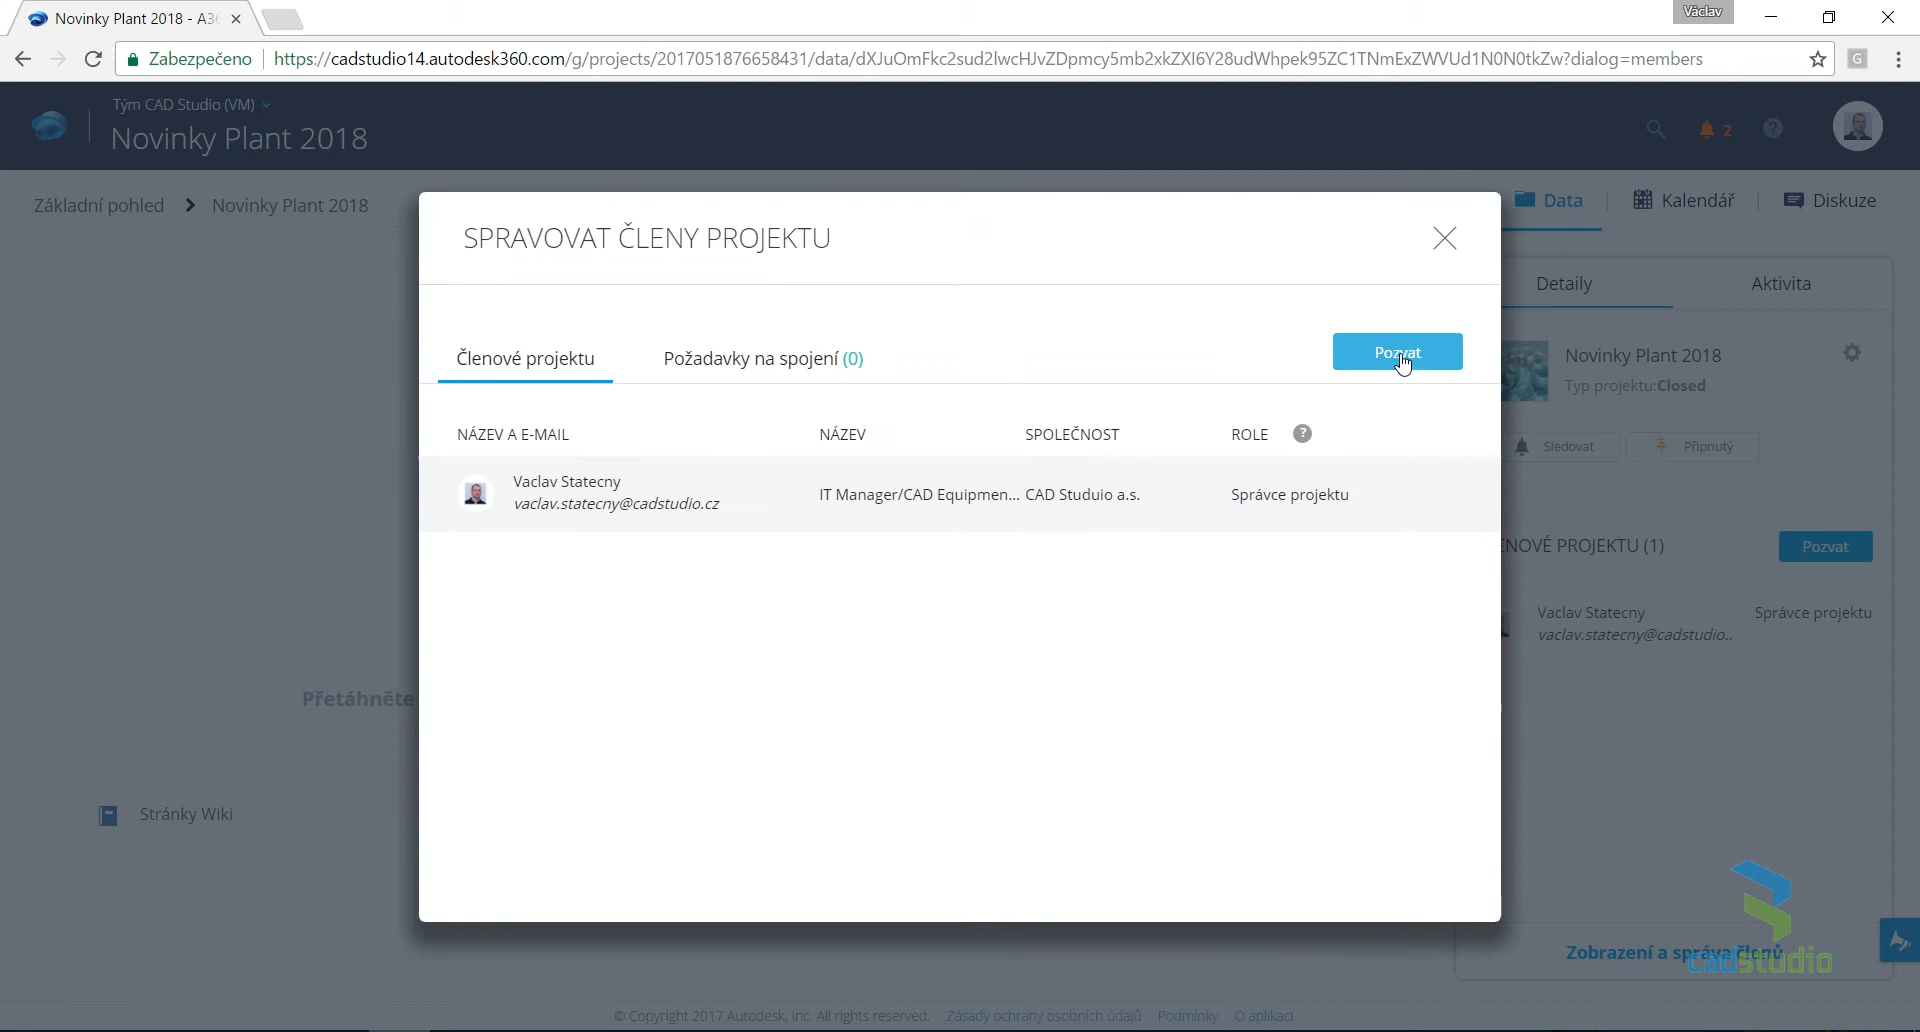 Novinky Plant 2018 - A36
Václav
Zabezpečeno
https://cadstudio14.autodesk360.com/g/projects/2017051876658431/data/dXJuOmFkc2sud2lwcHJvZDpmcy5mb2xkZXI6Y28udWhpek95ZC1TNmExZWVUd1N0N0tkZw?dialog=members
G
Tým CAD Studio (VM)
Novinky Plant 2018
2
?
Základní pohled
Novinky Plant 2018
Data
Kalendář
Diskuze
SPRAVOVAT ČLENY PROJEKTU
Členové projektu
Požadavky na spojení (0)
Pozvat
NÁZEV A E-MAIL
NÁZEV
SPOLEČNOST
ROLE
?
Vaclav Statecny
vaclav.statecny@cadstudio.cz
IT Manager/CAD Equipmen...
CAD Studuio a.s.
Správce projektu
Detaily
Aktivita
Novinky Plant 2018
Typ projektu:Closed
Sledovat
Připnutý
ENOVÉ PROJEKTU (1)
Pozvat
Vaclav Statecny
Správce projektu
vaclav.statecny@cadstudio..
Přetáhněte
Stránky Wiki
Zobrazení a správa členů
cadstudio
© Copyright 2017 Autodesk, Inc. All rights reserved.
Zásady ochrany osobních údajů
Podmínky
O aplikaci